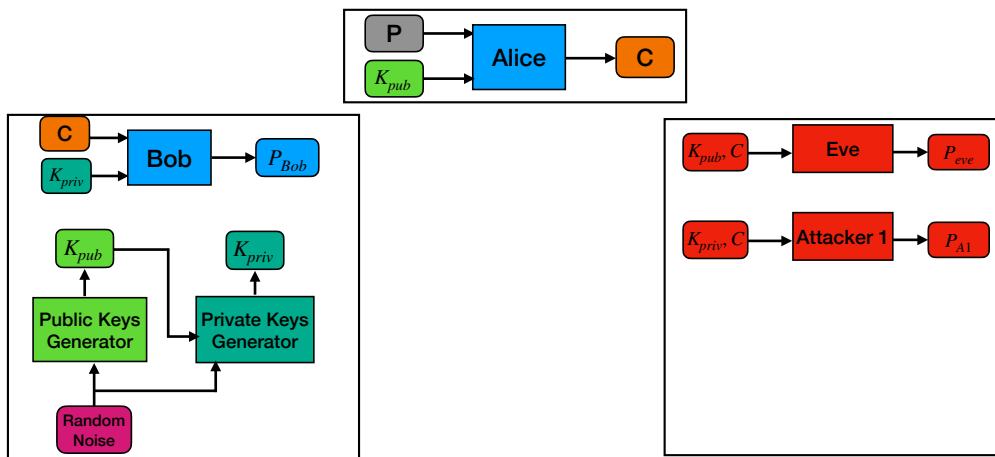 P
K_pub
Alice
C
C
K_priv
Bob
P_Bob
K_pub
K_priv
Public Keys
Generator
Private Keys
Generator
Random
Noise
K_pub, C
Eve
P_eve
K_priv, C
Attacker 1
P_A1